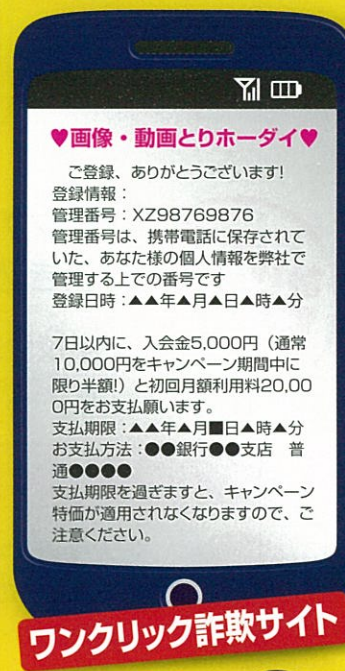 ♥画像・動画とりホーダイ♥
ご登録、ありがとうございます!
登録情報：
管理番号：XZ98769876
管理番号は、携帯電話に保存されて
いた、あなた様の個人情報を弊社で
管理する上での番号です
登録日時：▲▲年▲月▲日▲時▲分
7日以内に、入会金5,000円（通常
10,000円をキャンペーン期間中に
限り半額!）と初回月額利用料20,00
0円をお支払願います。
支払期限：▲▲年▲月■日▲時▲分
お支払方法：●●銀行●●支店　普
通●●●●
支払期限を過ぎますと、キャンペーン
特価が適用されなくなりますので、ご
注意ください。
ワンクリック詐欺サイト